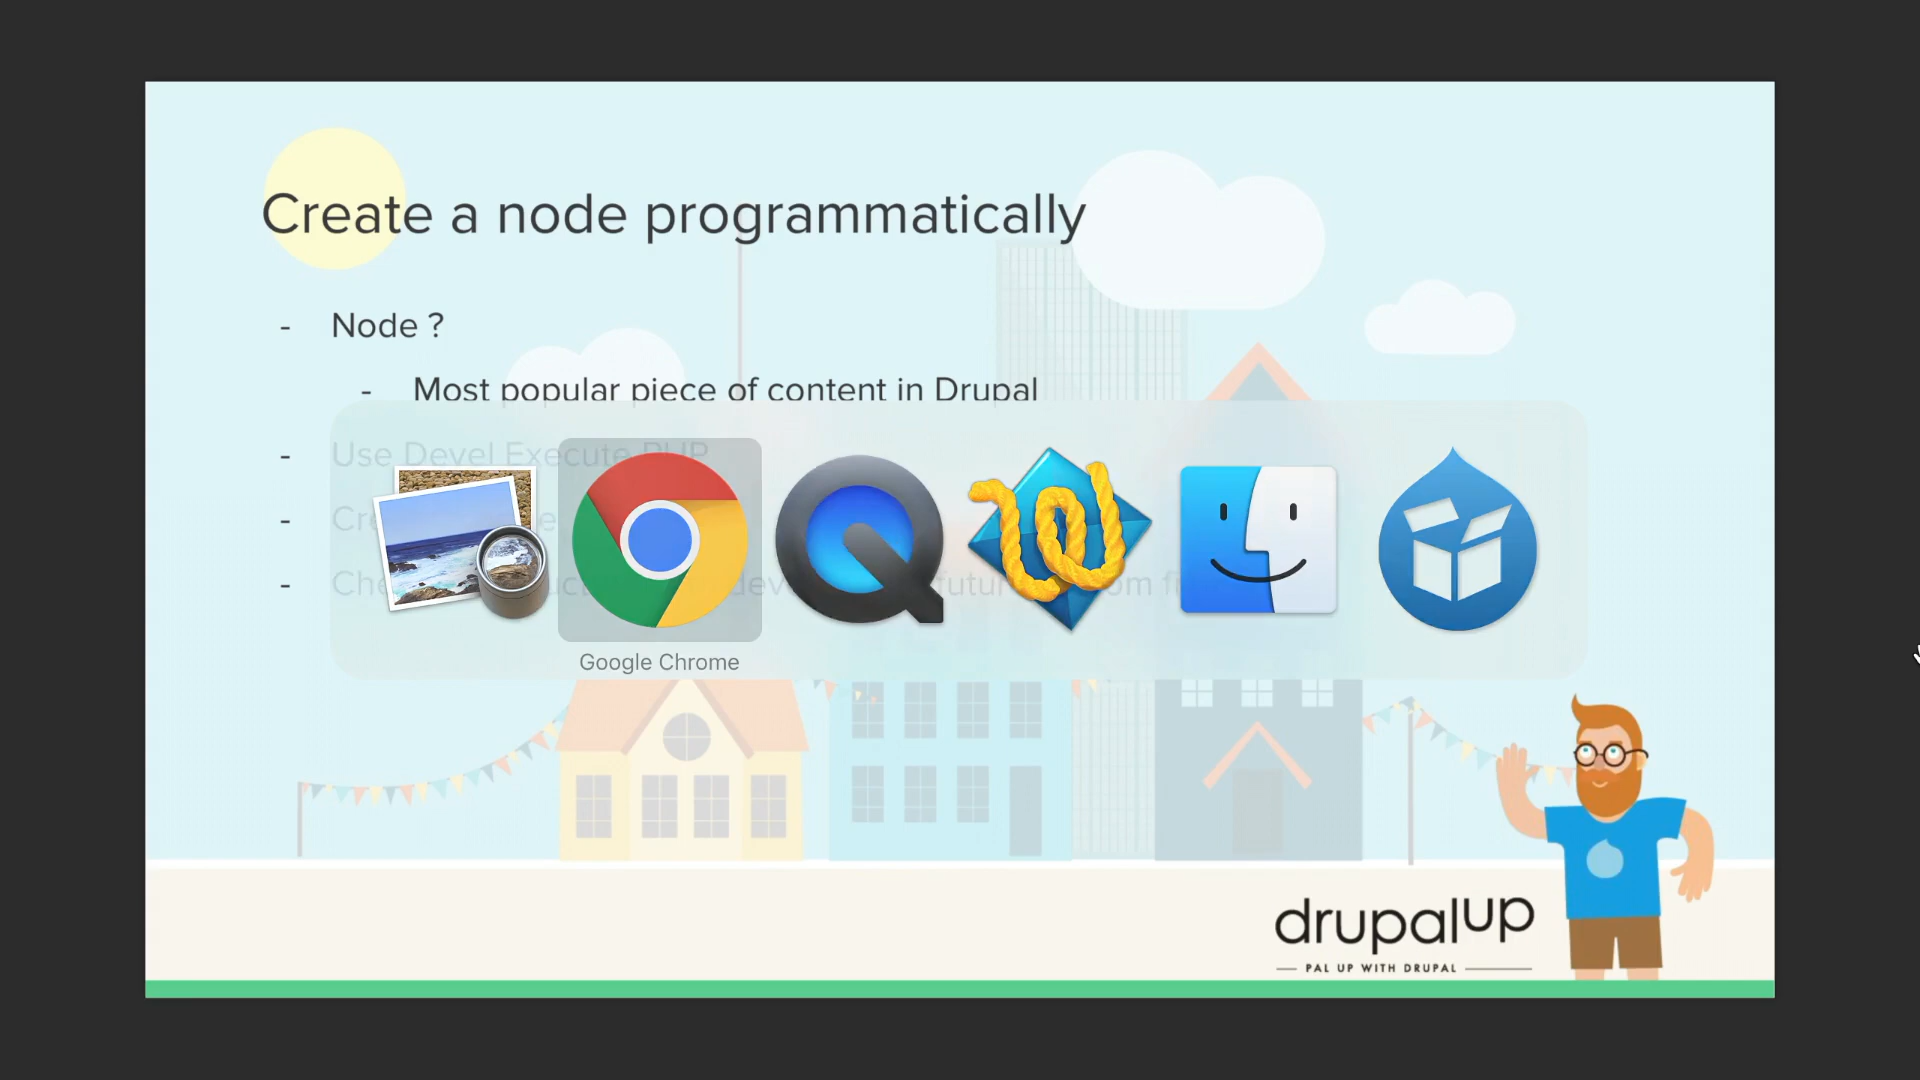 Create a node programmatically
- Node ?
- Most popular piece of content in Drupal
- Use Devel Execute PHP
-
-
Google Chrome
drupalup
PAL UP WITH DRUPAL